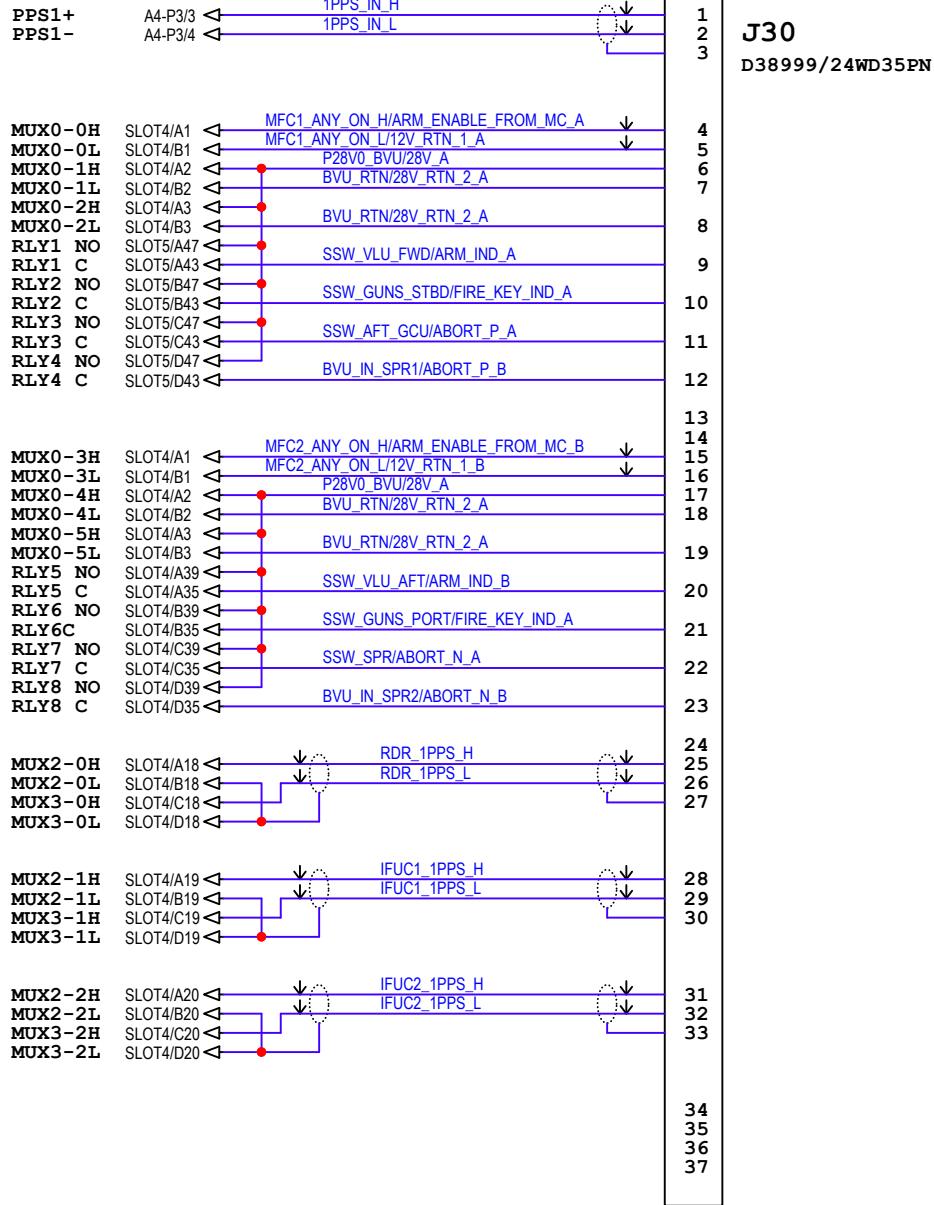 1PPS_IN_H
PPS1+ A4-P3/3 1
1PPS_IN_L
PPS1- A4-P3/4 2
J30
3
D38999/24WD35PN
MFC1_ANY_ON_H/ARM_ENABLE_FROM_MC_A
MUX0-0H SLOT4/A1 4
MFC1_ANY_ON_L/12V_RTN_1_A
MUX0-0L SLOT4/B1 5
P28V0_BVU/28V_A
MUX0-1H SLOT4/A2 6
BVU_RTN/28V_RTN_2_A
MUX0-1L SLOT4/B2 7
MUX0-2H SLOT4/A3
BVU_RTN/28V_RTN_2_A
MUX0-2L SLOT4/B3 8
RLY1 NO SLOT5/A47
SSW_VLU_FWD/ARM_IND_A
RLY1 C SLOT5/A43 9
RLY2 NO SLOT5/B47
SSW_GUNS_STBD/FIRE_KEY_IND_A
RLY2 C SLOT5/B43 10
RLY3 NO SLOT5/C47
SSW_AFT_GCU/ABORT_P_A
RLY3 C SLOT5/C43 11
RLY4 NO SLOT5/D47
BVU_IN_SPR1/ABORT_P_B
RLY4 C SLOT5/D43 12
13
14
MFC2_ANY_ON_H/ARM_ENABLE_FROM_MC_B
MUX0-3H SLOT4/A1 15
MFC2_ANY_ON_L/12V_RTN_1_B
MUX0-3L SLOT4/B1 16
P28V0_BVU/28V_A
MUX0-4H SLOT4/A2 17
BVU_RTN/28V_RTN_2_A
MUX0-4L SLOT4/B2 18
MUX0-5H SLOT4/A3
BVU_RTN/28V_RTN_2_A
MUX0-5L SLOT4/B3 19
RLY5 NO SLOT4/A39
SSW_VLU_AFT/ARM_IND_B
RLY5 C SLOT4/A35 20
RLY6 NO SLOT4/B39
SSW_GUNS_PORT/FIRE_KEY_IND_A
RLY6C SLOT4/B35 21
RLY7 NO SLOT4/C39
SSW_SPR/ABORT_N_A
RLY7 C SLOT4/C35 22
RLY8 NO SLOT4/D39
BVU_IN_SPR2/ABORT_N_B
RLY8 C SLOT4/D35 23
24
RDR_1PPS_H
MUX2-0H SLOT4/A18 25
RDR_1PPS_L
MUX2-0L SLOT4/B18 26
MUX3-0H SLOT4/C18 27
MUX3-0L SLOT4/D18
IFUC1_1PPS_H
MUX2-1H SLOT4/A19 28
IFUC1_1PPS_L
MUX2-1L SLOT4/B19 29
MUX3-1H SLOT4/C19 30
MUX3-1L SLOT4/D19
IFUC2_1PPS_H
MUX2-2H SLOT4/A20 31
IFUC2_1PPS_L
MUX2-2L SLOT4/B20 32
MUX3-2H SLOT4/C20 33
MUX3-2L SLOT4/D20
34
35
36
37